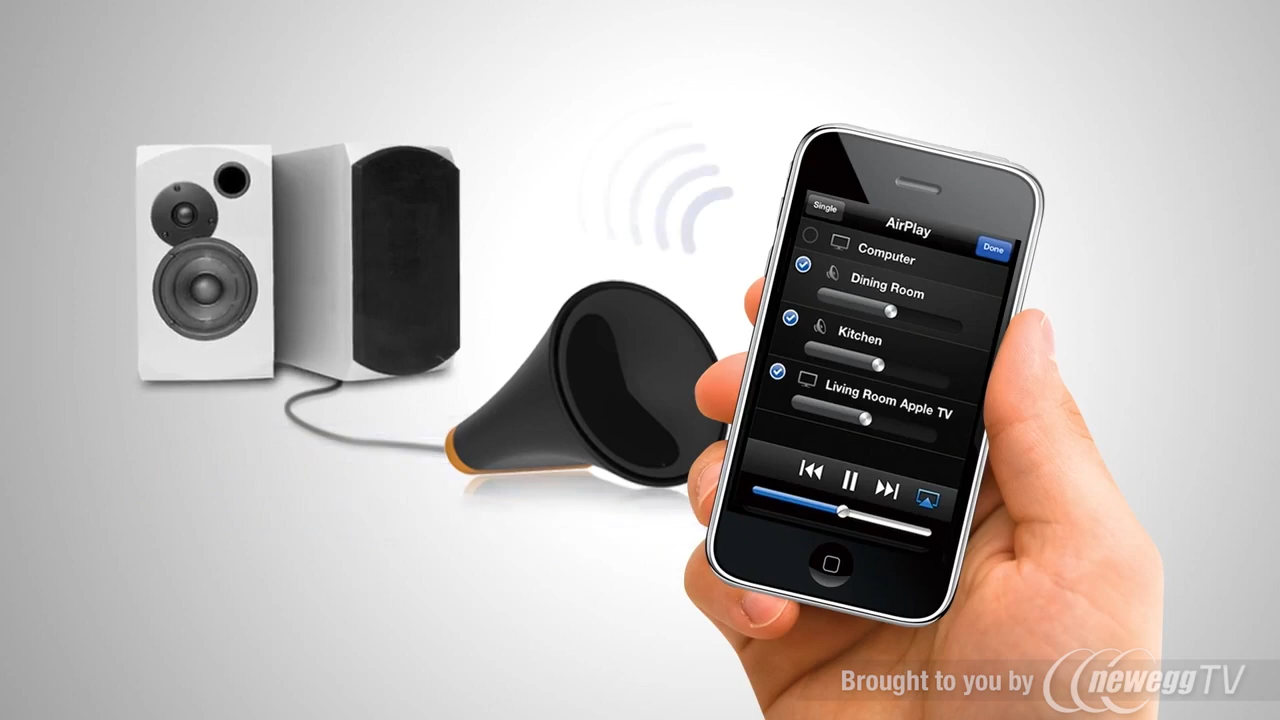 Single
AirPlay
Done
Computer
Dining Room
Kitchen
Living Room Apple TV
Brought to you by neweggTV